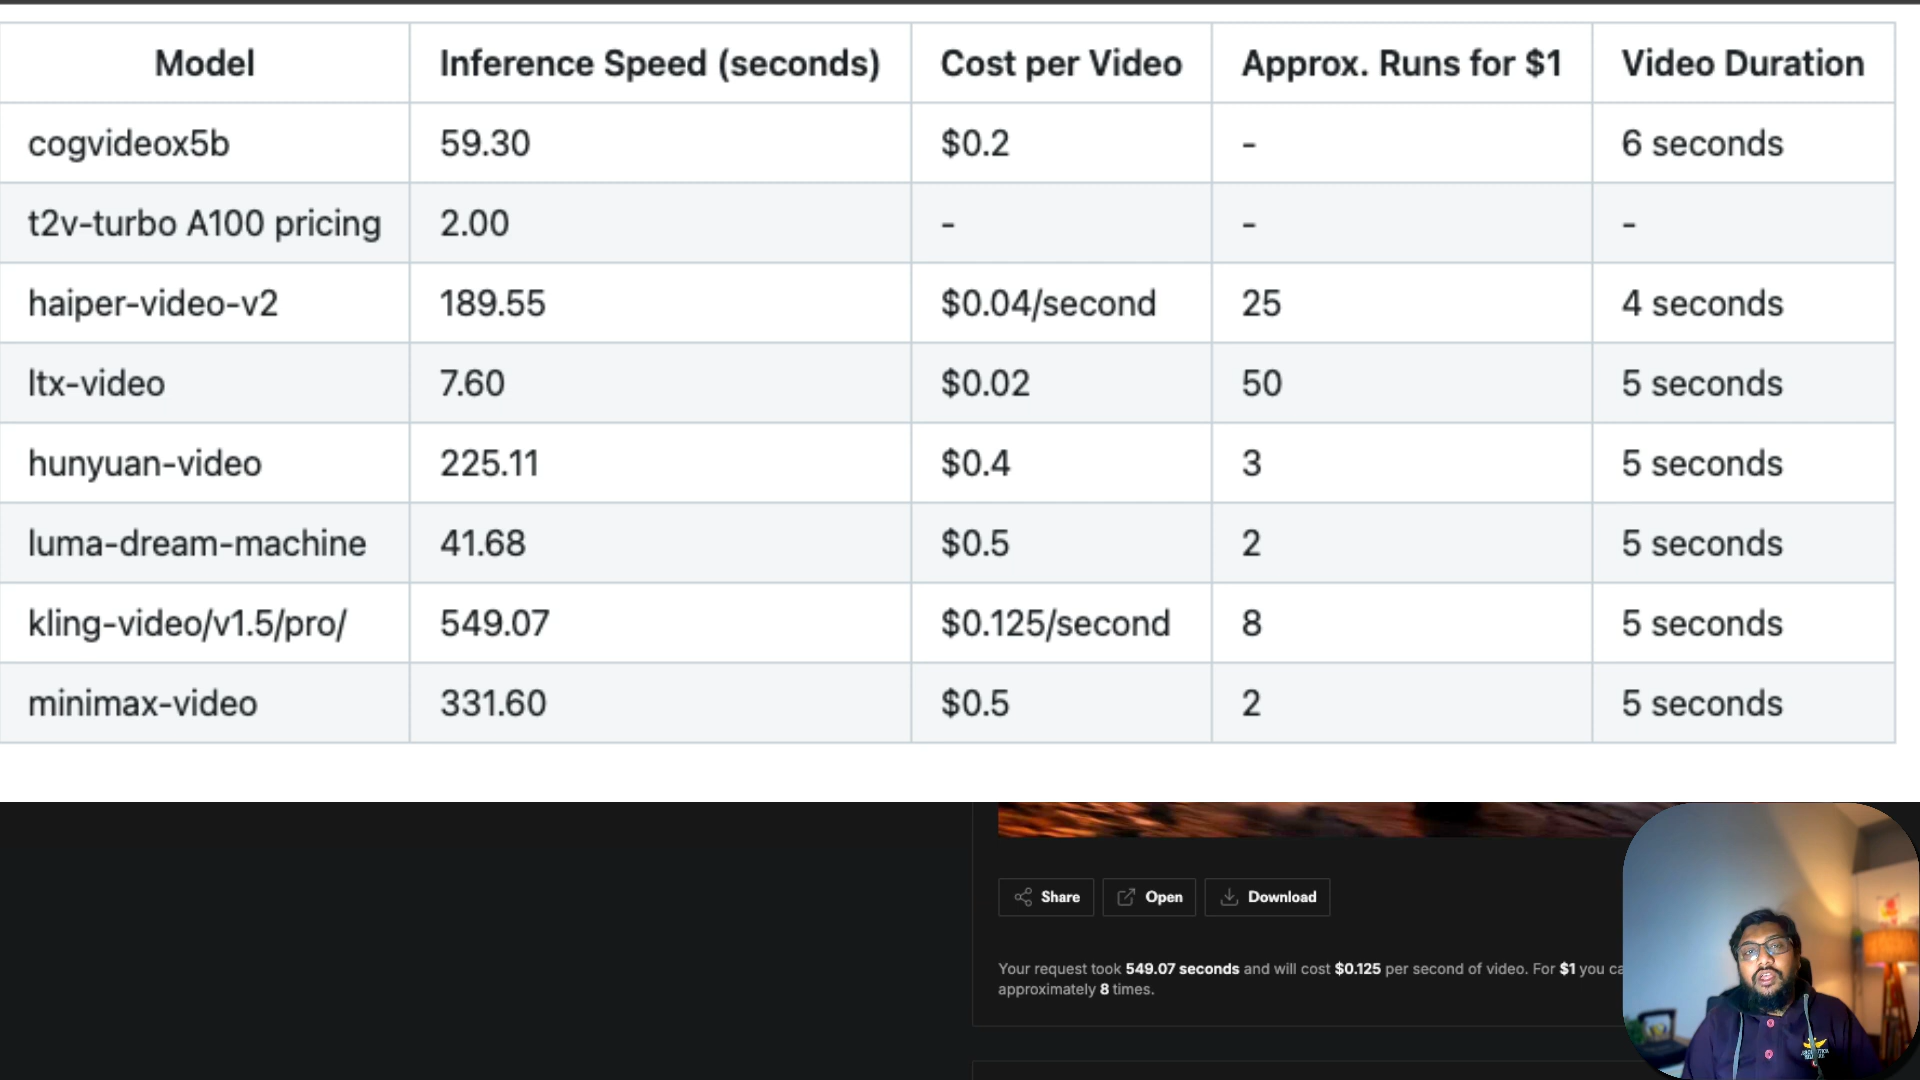 Model Inference Speed (seconds) Cost per Video Approx. Runs for $1 Video Duration
cogvideox5b 59.30 $0.2 - 6 seconds
t2v-turbo A100 pricing 2.00 - - -
haiper-video-v2 189.55 $0.04/second 25 4 seconds
ltx-video 7.60 $0.02 50 5 seconds
hunyuan-video 225.11 $0.4 3 5 seconds
luma-dream-machine 41.68 $0.5 2 5 seconds
kling-video/v1.5/pro/ 549.07 $0.125/second 8 5 seconds
minimax-video 331.60 $0.5 2 5 seconds
Share Open Download
Your request took 549.07 seconds and will cost $0.125 per second of video. For $1 you
approximately 8 times.